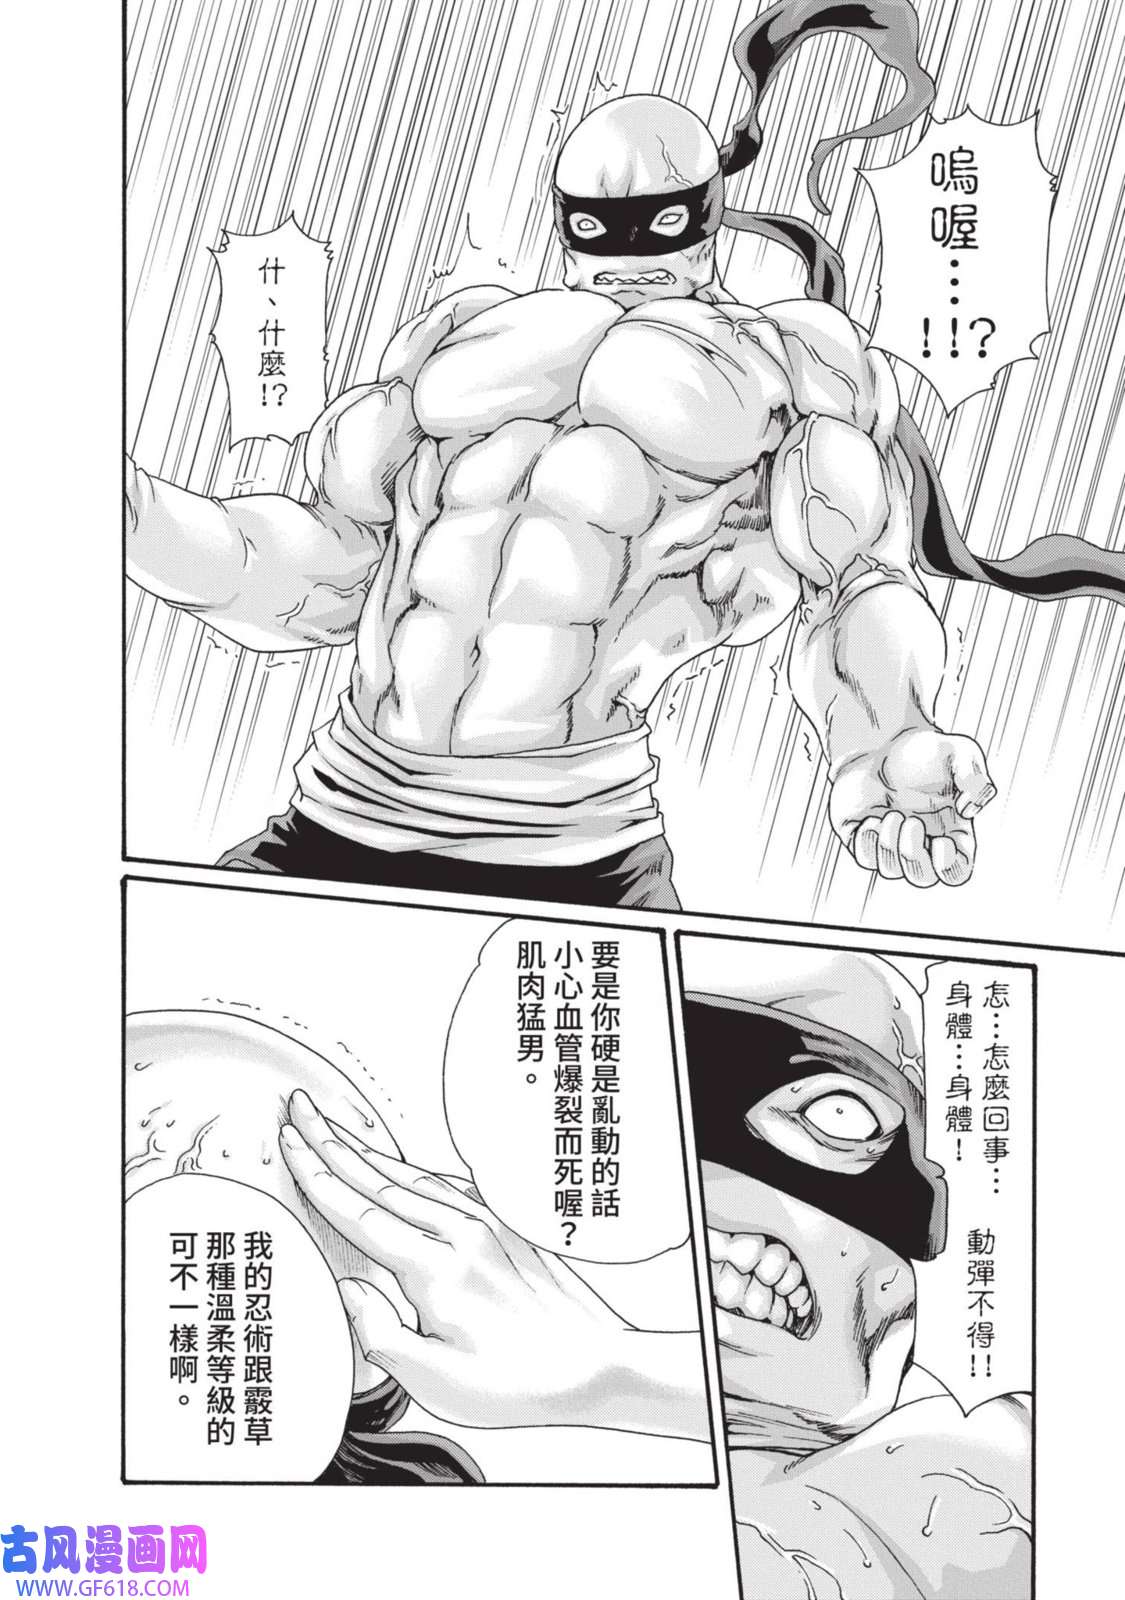 嗚
喔
…
!!?
什、什麼!?
怎…怎麼回事…
身體…身體!
動彈不得!!
要是你硬是亂動的話
小心血管爆裂而死喔?
肌肉猛男。
我的忍術跟霰草
那種溫柔等級的
可不一樣啊。
古风漫画网
WWW.GF618.COM